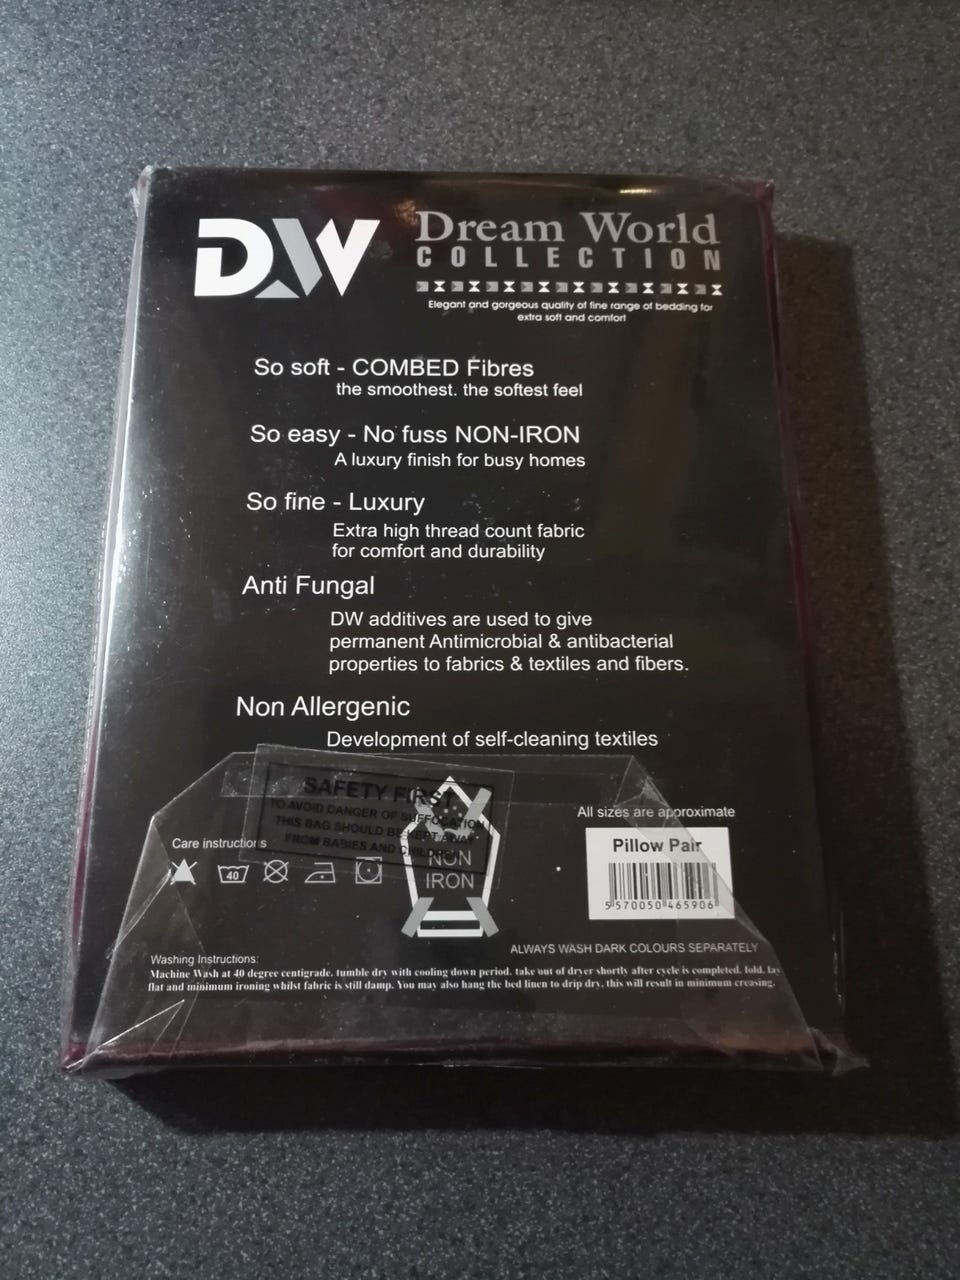 DW
Dream World
COLLECTION
Elegant and gorgeous quality of fine range of bedding for
extra soft and comfort
So soft - COMBED Fibres
the smoothest. the softest feel
So easy - No fuss NON-IRON
A luxury finish for busy homes
So fine - Luxury
Extra high thread count fabric
for comfort and durability
Anti Fungal
DW additives are used to give
permanent Antimicrobial & antibacterial
properties to fabrics & textiles and fibers.
Non Allergenic
Development of self-cleaning textiles
SAFETY FIRST
TO AVOID DANGER OF SUFFOCATION
THIS BAG SHOULD BE KEPT AWAY
FROM BABIES AND CHILDREN
All sizes are approximate
Pillow Pair
5 570050 465906
Care instructions
40
NON
IRON
ALWAYS WASH DARK COLOURS SEPARATELY
Washing Instructions:
Machine Wash at 40 degree centigrade. tumble dry with cooling down period. take out of dryer shortly after cycle is completed. fold. lay
flat and minimum ironing whilst fabric is still damp. You may also hang the bed linen to drip dry, this will result in minimum creasing.